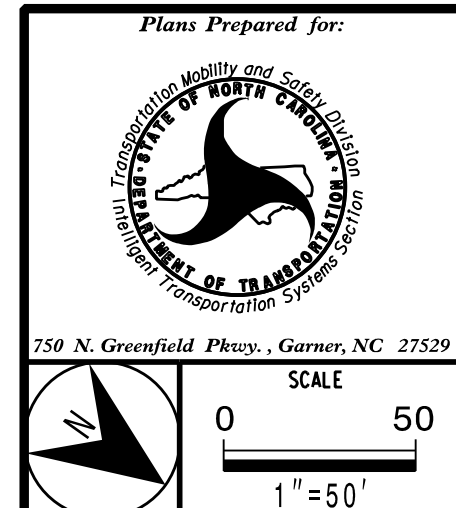 Plans Prepared for:
Transportation Mobility and Safety Division
STATE OF NORTH CAROLINA
DEPARTMENT OF TRANSPORTATION
Intelligent Transportation Systems Section
750 N. Greenfield Pkwy. , Garner, NC 27529
N
SCALE
0 50
1"=50'